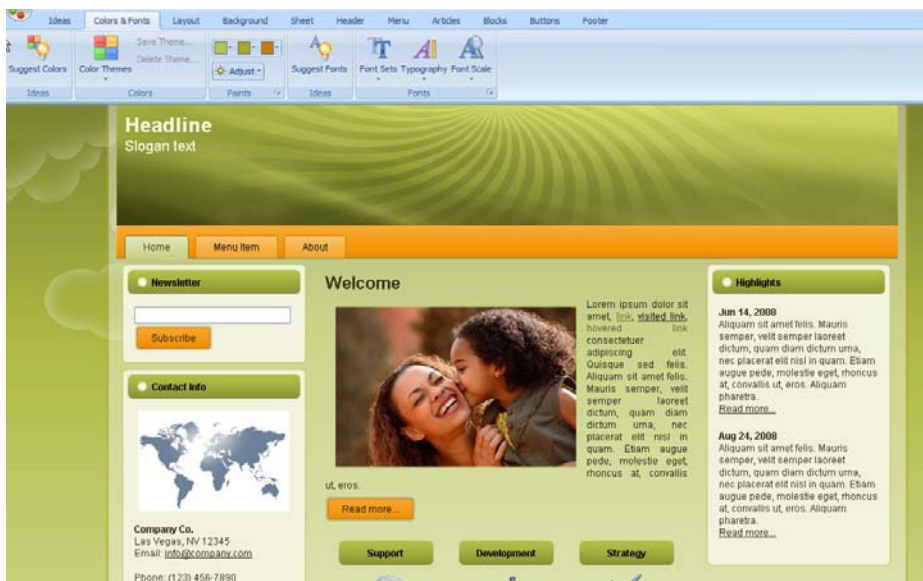 Ideas Colors & Fonts Layout Background Sheet Header Menu Articles Blocks Buttons Footer
Suggest Colors
Color Themes
Save Theme...
Delete Theme...
Adjust
Suggest Fonts
Font Sets Typography Font Scale
Ideas Colors Paints Ideas Fonts
Headline
Slogan text
Home Menu Item About
Newsletter
Subscribe
Contact Info
Company Co.
Las Vegas, NV 12345
Email: info@company.com
Phone: (123) 456-7890
Welcome
Lorem ipsum dolor sit
amet, link, visited link,
hovered link
consectetuer
adipiscing elit.
Quisque sed felis.
Aliquam sit amet felis.
Mauris semper, velit
semper laoreet
dictum, quam diam
dictum urna, nec
placerat elit nisl in
quam. Etiam augue
pede, molestie eget,
rhoncus at, convallis
ut, eros.
Read more...
Support Development Strategy
Highlights
Jun 14, 2008
Aliquam sit amet felis. Mauris
semper, velit semper laoreet
dictum, quam diam dictum urna,
nec placerat elit nisl in quam. Etiam
augue pede, molestie eget, rhoncus
at, convallis ut, eros. Aliquam
pharetra.
Read more...
Aug 24, 2008
Aliquam sit amet felis. Mauris
semper, velit semper laoreet
dictum, quam diam dictum urna,
nec placerat elit nisl in quam. Etiam
augue pede, molestie eget, rhoncus
at, convallis ut, eros. Aliquam
pharetra.
Read more...